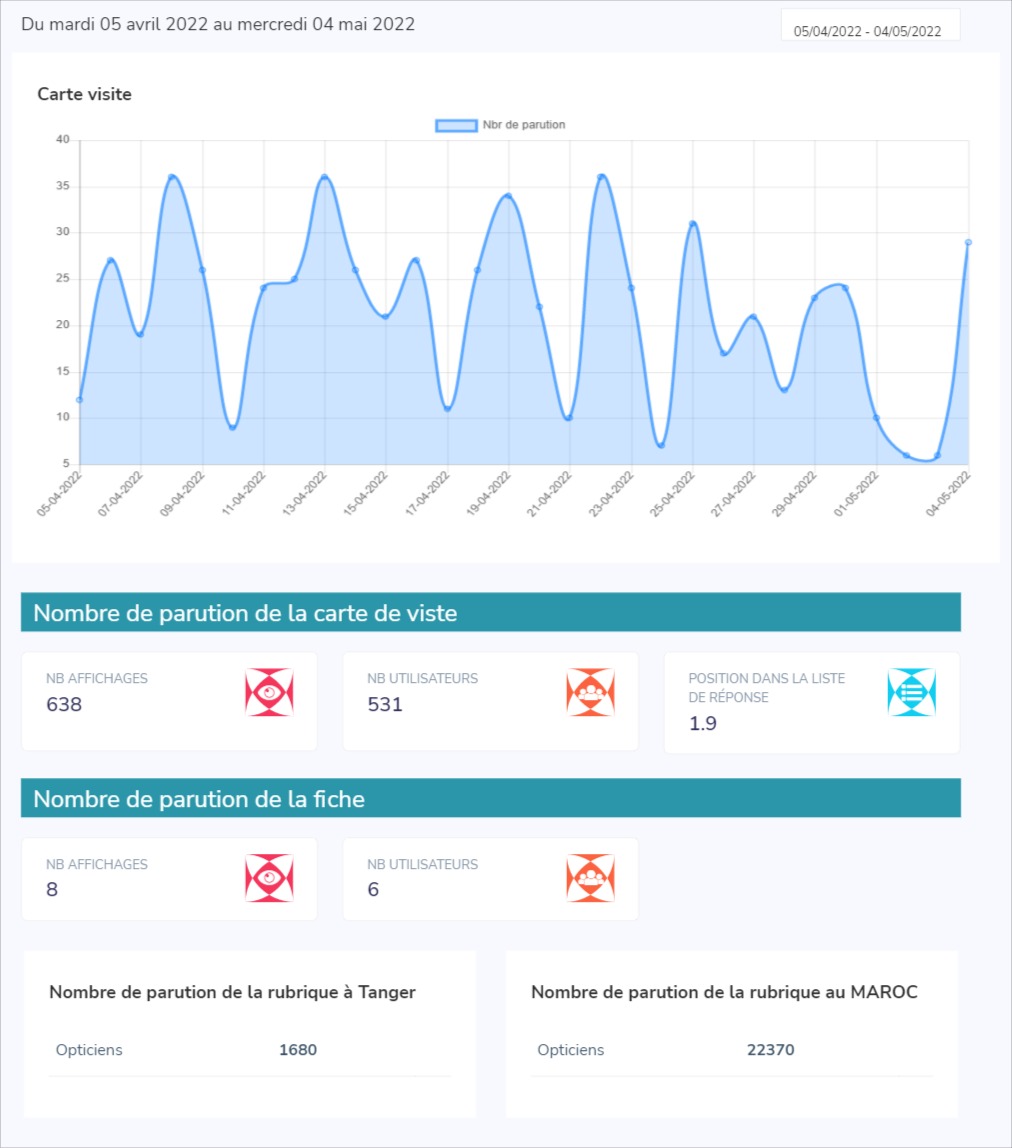 Du mardi 05 avril 2022 au mercredi 04 mai 2022
05/04/2022 - 04/05/2022
Carte visite
Nbr de parution
40
35
30
25
20
15
10
5
05-04-2022
07-04-2022
09-04-2022
11-04-2022
13-04-2022
15-04-2022
17-04-2022
19-04-2022
21-04-2022
23-04-2022
25-04-2022
27-04-2022
29-04-2022
01-05-2022
04-05-2022
Nombre de parution de la carte de viste
NB AFFICHAGES
638
NB UTILISATEURS
531
POSITION DANS LA LISTE
DE RÉPONSE
1.9
Nombre de parution de la fiche
NB AFFICHAGES
8
NB UTILISATEURS
6
Nombre de parution de la rubrique à Tanger
Opticiens 1680
Nombre de parution de la rubrique au MAROC
Opticiens 22370